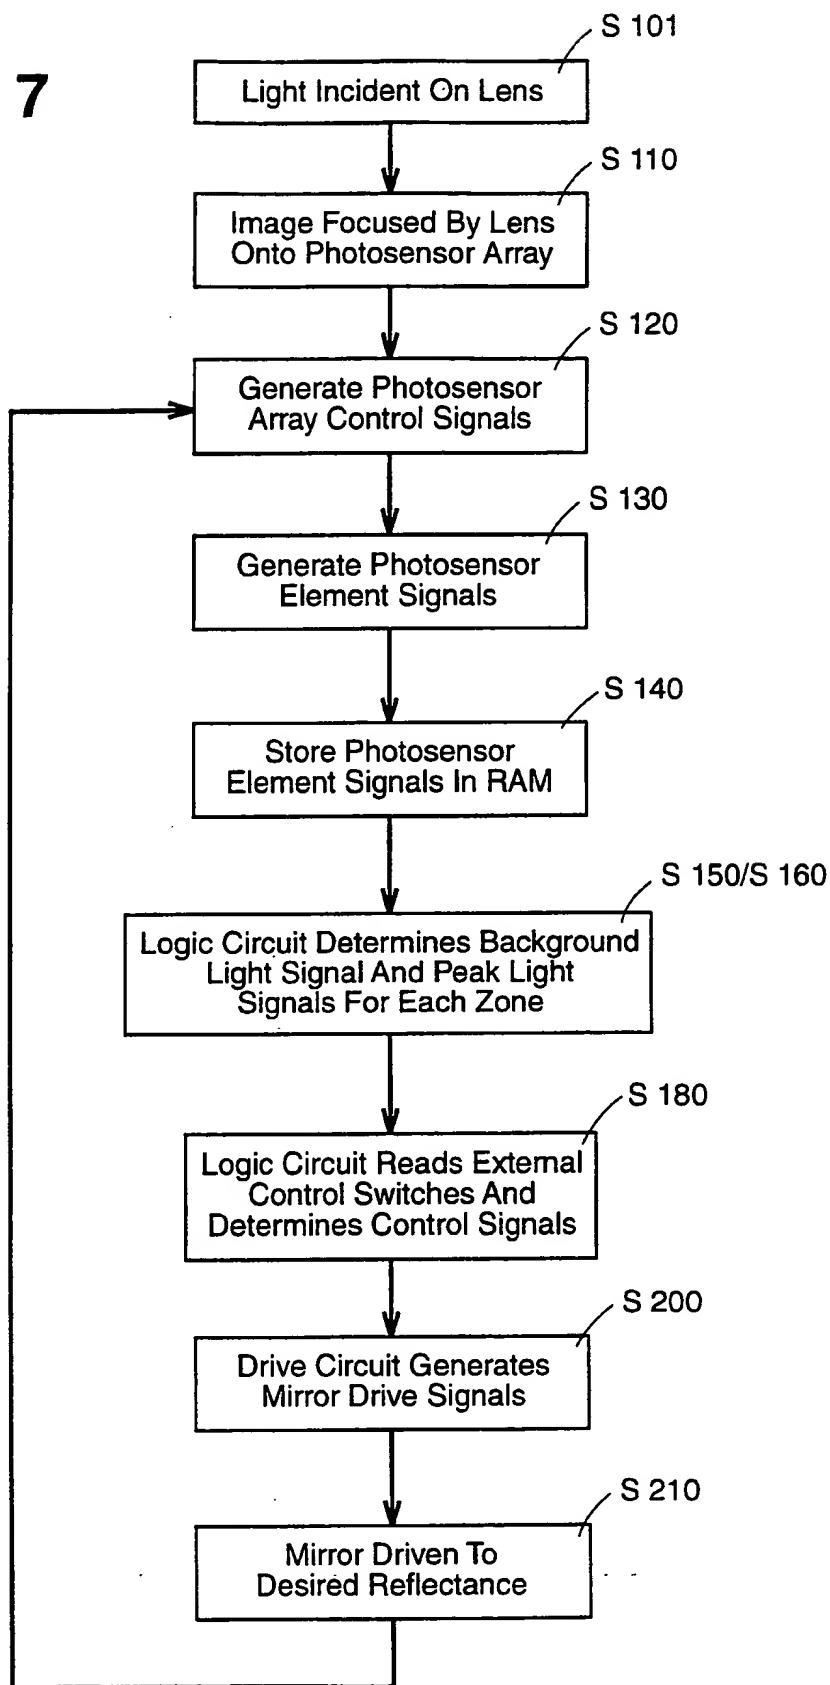 S 101
7
Light Incident On Lens
S 110
Image Focused By Lens
Onto Photosensor Array
S 120
Generate Photosensor
Array Control Signals
S 130
Generate Photosensor
Element Signals
S 140
Store Photosensor
Element Signals In RAM
S 150/S 160
Logic Circuit Determines Background
Light Signal And Peak Light
Signals For Each Zone
S 180
Logic Circuit Reads External
Control Switches And
Determines Control Signals
S 200
Drive Circuit Generates
Mirror Drive Signals
S 210
Mirror Driven To
Desired Reflectance